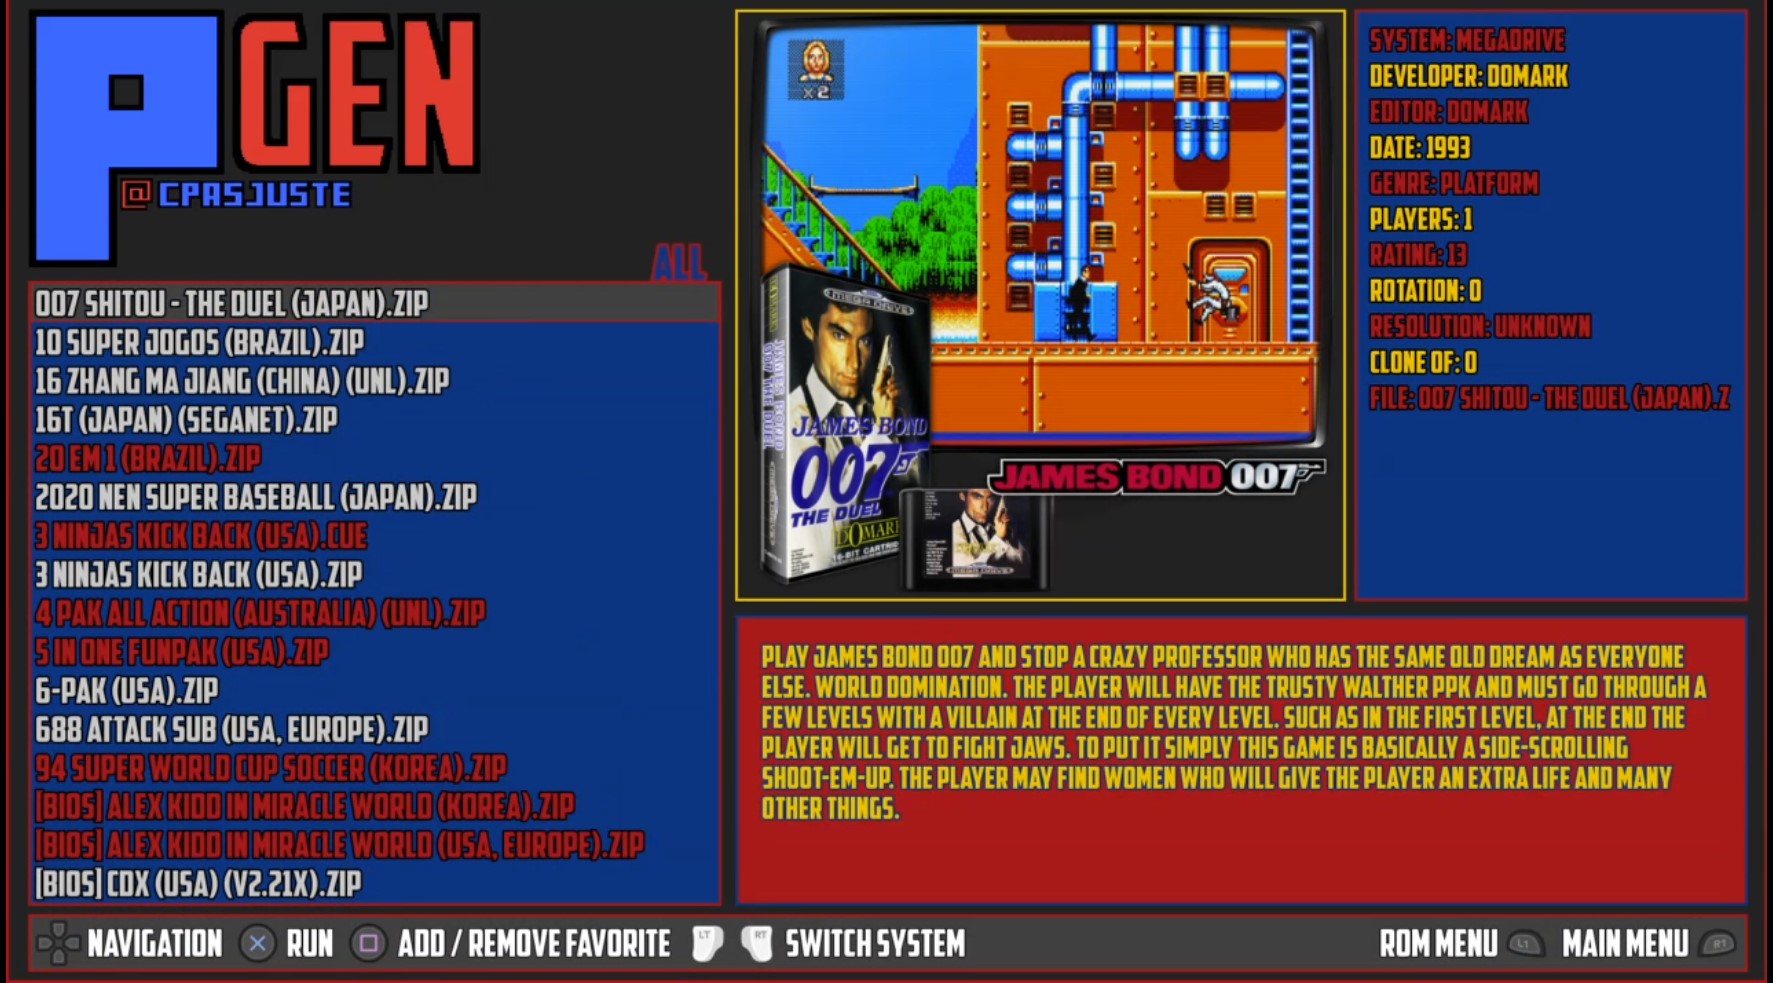 P GEN
@ CPASJUSTE
ALL
007 SHITOU - THE DUEL (JAPAN).ZIP
10 SUPER JOGOS (BRAZIL).ZIP
16 ZHANG MA JIANG (CHINA) (UNL).ZIP
16T (JAPAN) (SEGANET).ZIP
20 EM 1 (BRAZIL).ZIP
2020 NEN SUPER BASEBALL (JAPAN).ZIP
3 NINJAS KICK BACK (USA).CUE
3 NINJAS KICK BACK (USA).ZIP
4 PAK ALL ACTION (AUSTRALIA) (UNL).ZIP
5 IN ONE FUNPAK (USA).ZIP
6-PAK (USA).ZIP
688 ATTACK SUB (USA, EUROPE).ZIP
94 SUPER WORLD CUP SOCCER (KOREA).ZIP
[BIOS] ALEX KIDD IN MIRACLE WORLD (KOREA).ZIP
[BIOS] ALEX KIDD IN MIRACLE WORLD (USA, EUROPE).ZIP
[BIOS] CDX (USA) (V2.21X).ZIP
x2
MEGA DRIVE
JAMES BOND
007
THE DUEL
DOMARK
16-BIT CARTRID
JAMES BOND 007
SYSTEM: MEGADRIVE
DEVELOPER: DOMARK
EDITOR: DOMARK
DATE: 1993
GENRE: PLATFORM
PLAYERS: 1
RATING: 13
ROTATION: 0
RESOLUTION: UNKNOWN
CLONE OF: 0
FILE: 007 SHITOU - THE DUEL (JAPAN).Z
PLAY JAMES BOND 007 AND STOP A CRAZY PROFESSOR WHO HAS THE SAME OLD DREAM AS EVERYONE
ELSE. WORLD DOMINATION. THE PLAYER WILL HAVE THE TRUSTY WALTHER PPK AND MUST GO THROUGH A
FEW LEVELS WITH A VILLAIN AT THE END OF EVERY LEVEL. SUCH AS IN THE FIRST LEVEL, AT THE END THE
PLAYER WILL GET TO FIGHT JAWS. TO PUT IT SIMPLY THIS GAME IS BASICALLY A SIDE-SCROLLING
SHOOT-EM-UP. THE PLAYER MAY FIND WOMEN WHO WILL GIVE THE PLAYER AN EXTRA LIFE AND MANY
OTHER THINGS.
NAVIGATION RUN ADD / REMOVE FAVORITE LT RT SWITCH SYSTEM ROM MENU L1 MAIN MENU R1